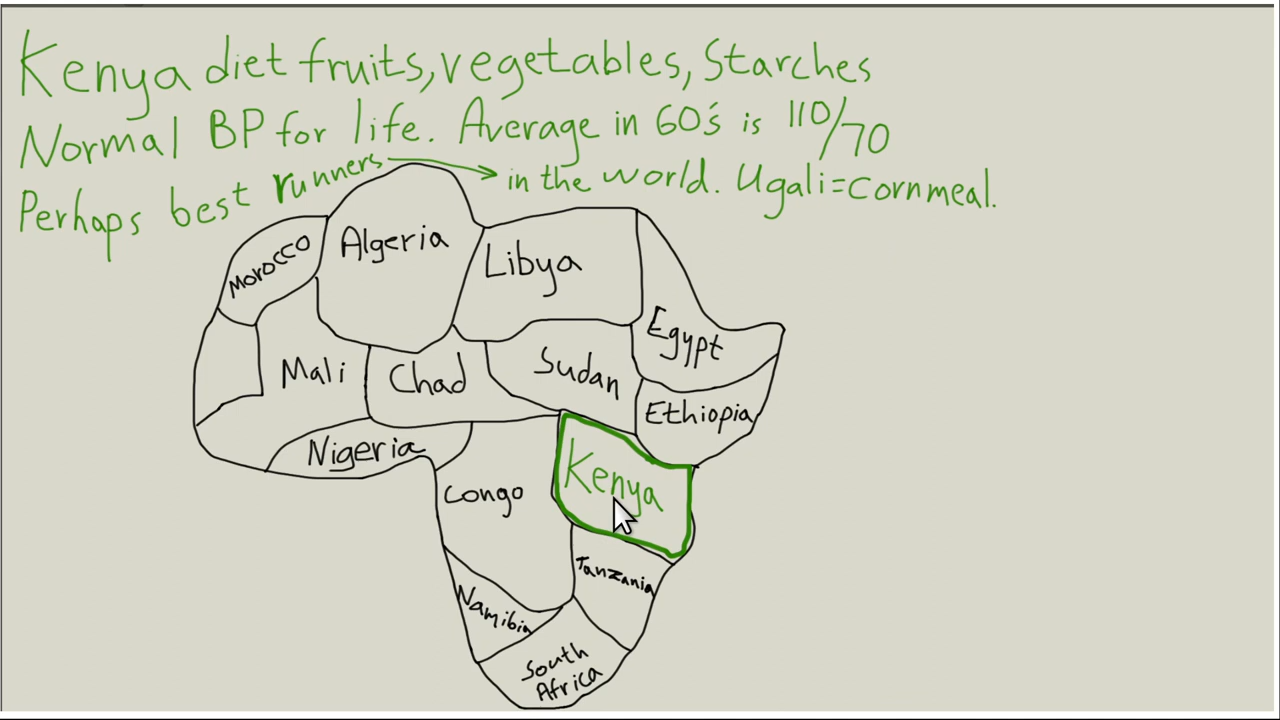 Kenya diet fruits, vegetables, Starches
Normal BP for life. Average in 60's is 110/70
Perhaps best runners in the world. Ugali=Cornmeal.
Morocco
Algeria
Libya
Egypt
Mali
Chad
Sudan
Ethiopia
Nigeria
Congo
Kenya
Tanzania
Namibia
South
Africa